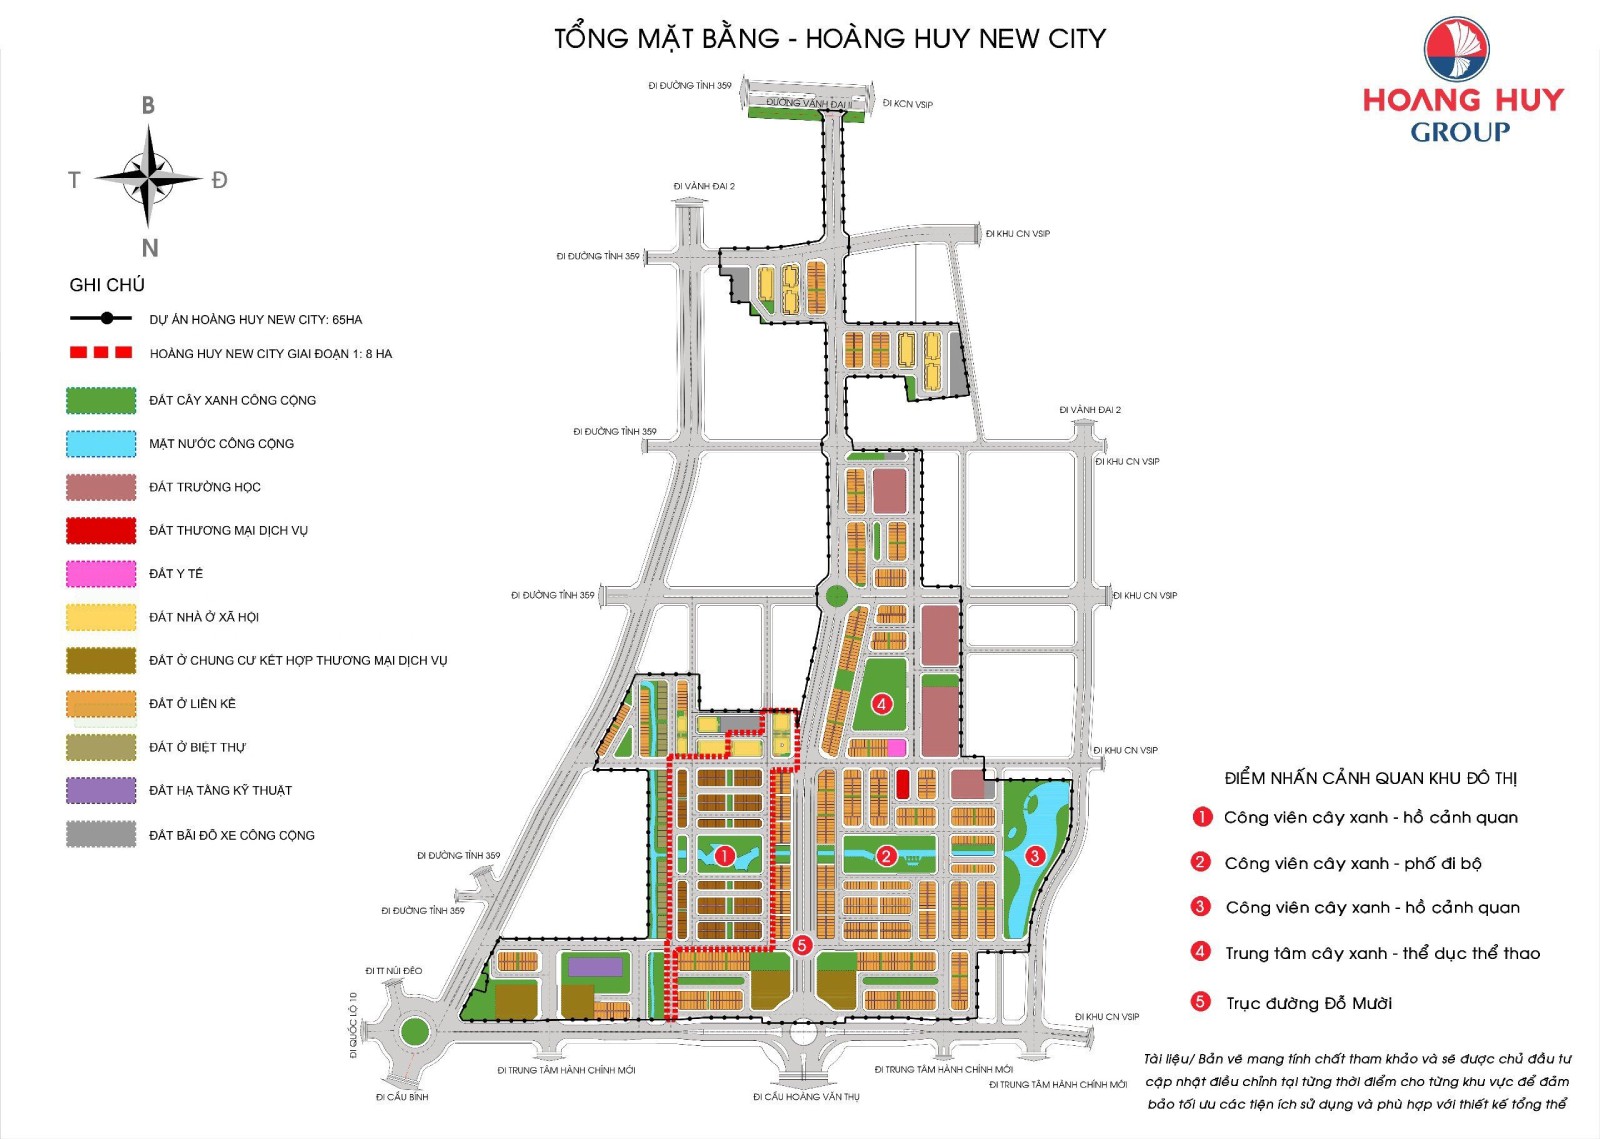 TỔNG MẶT BẰNG - HOÀNG HUY NEW CITY
HOANG HUY
GROUP
B
T
Đ
N
GHI CHÚ
DỰ ÁN HOÀNG HUY NEW CITY: 65HA
HOÀNG HUY NEW CITY GIAI ĐOẠN 1: 8 HA
ĐẤT CÂY XANH CÔNG CỘNG
MẶT NƯỚC CÔNG CỘNG
ĐẤT TRƯỜNG HỌC
ĐẤT THƯƠNG MẠI DỊCH VỤ
ĐẤT Y TẾ
ĐẤT NHÀ Ở XÃ HỘI
ĐẤT Ở CHUNG CƯ KẾT HỢP THƯƠNG MẠI DỊCH VỤ
ĐẤT Ở LIỀN KỀ
ĐẤT Ở BIỆT THỰ
ĐẤT HẠ TẦNG KỸ THUẬT
ĐẤT BÃI ĐỖ XE CÔNG CỘNG
ĐI ĐƯỜNG TỈNH 359
ĐƯỜNG VÀNH ĐAI II
ĐI KCN VSIP
ĐI VÀNH ĐAI 2
ĐI ĐƯỜNG TỈNH 359
ĐI KHU CN VSIP
ĐI ĐƯỜNG TỈNH 359
ĐI VÀNH ĐAI 2
ĐI KHU CN VSIP
ĐI ĐƯỜNG TỈNH 359
ĐI KHU CN VSIP
4
ĐI KHU CN VSIP
1
2
3
ĐI ĐƯỜNG TỈNH 359
ĐI ĐƯỜNG TỈNH 359
5
ĐI TT NÚI ĐÈO
ĐI QUỐC LỘ 10
ĐI KHU CN VSIP
ĐI TRUNG TÂM HÀNH CHÍNH MỚI
ĐI TRUNG TÂM HÀNH CHÍNH MỚI
ĐI TRUNG TÂM HÀNH CHÍNH MỚI
ĐI CẦU BÍNH
ĐI CẦU HOÀNG VĂN THỤ
ĐIỂM NHẤN CẢNH QUAN KHU ĐÔ THỊ
1 Công viên cây xanh - hồ cảnh quan
2 Công viên cây xanh - phố đi bộ
3 Công viên cây xanh - hồ cảnh quan
4 Trung tâm cây xanh - thể dục thể thao
5 Trục đường Đỗ Mười
Tài liệu/ Bản vẽ mang tính chất tham khảo và sẽ được chủ đầu tư
cập nhật điều chỉnh tại từng thời điểm cho từng khu vực để đảm
bảo tối ưu các tiện ích sử dụng và phù hợp với thiết kế tổng thể